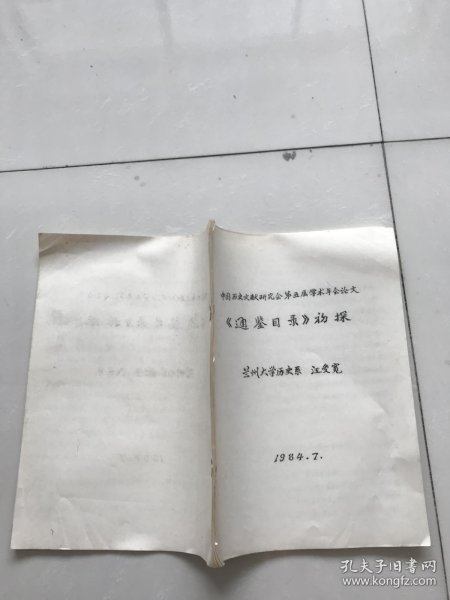 中国历史文献研究会第五届学术年会论文
《通鉴目录》初探
兰州大学历史系 汪受宽
1984.7.
孔夫子旧书网
www.kongfz.com